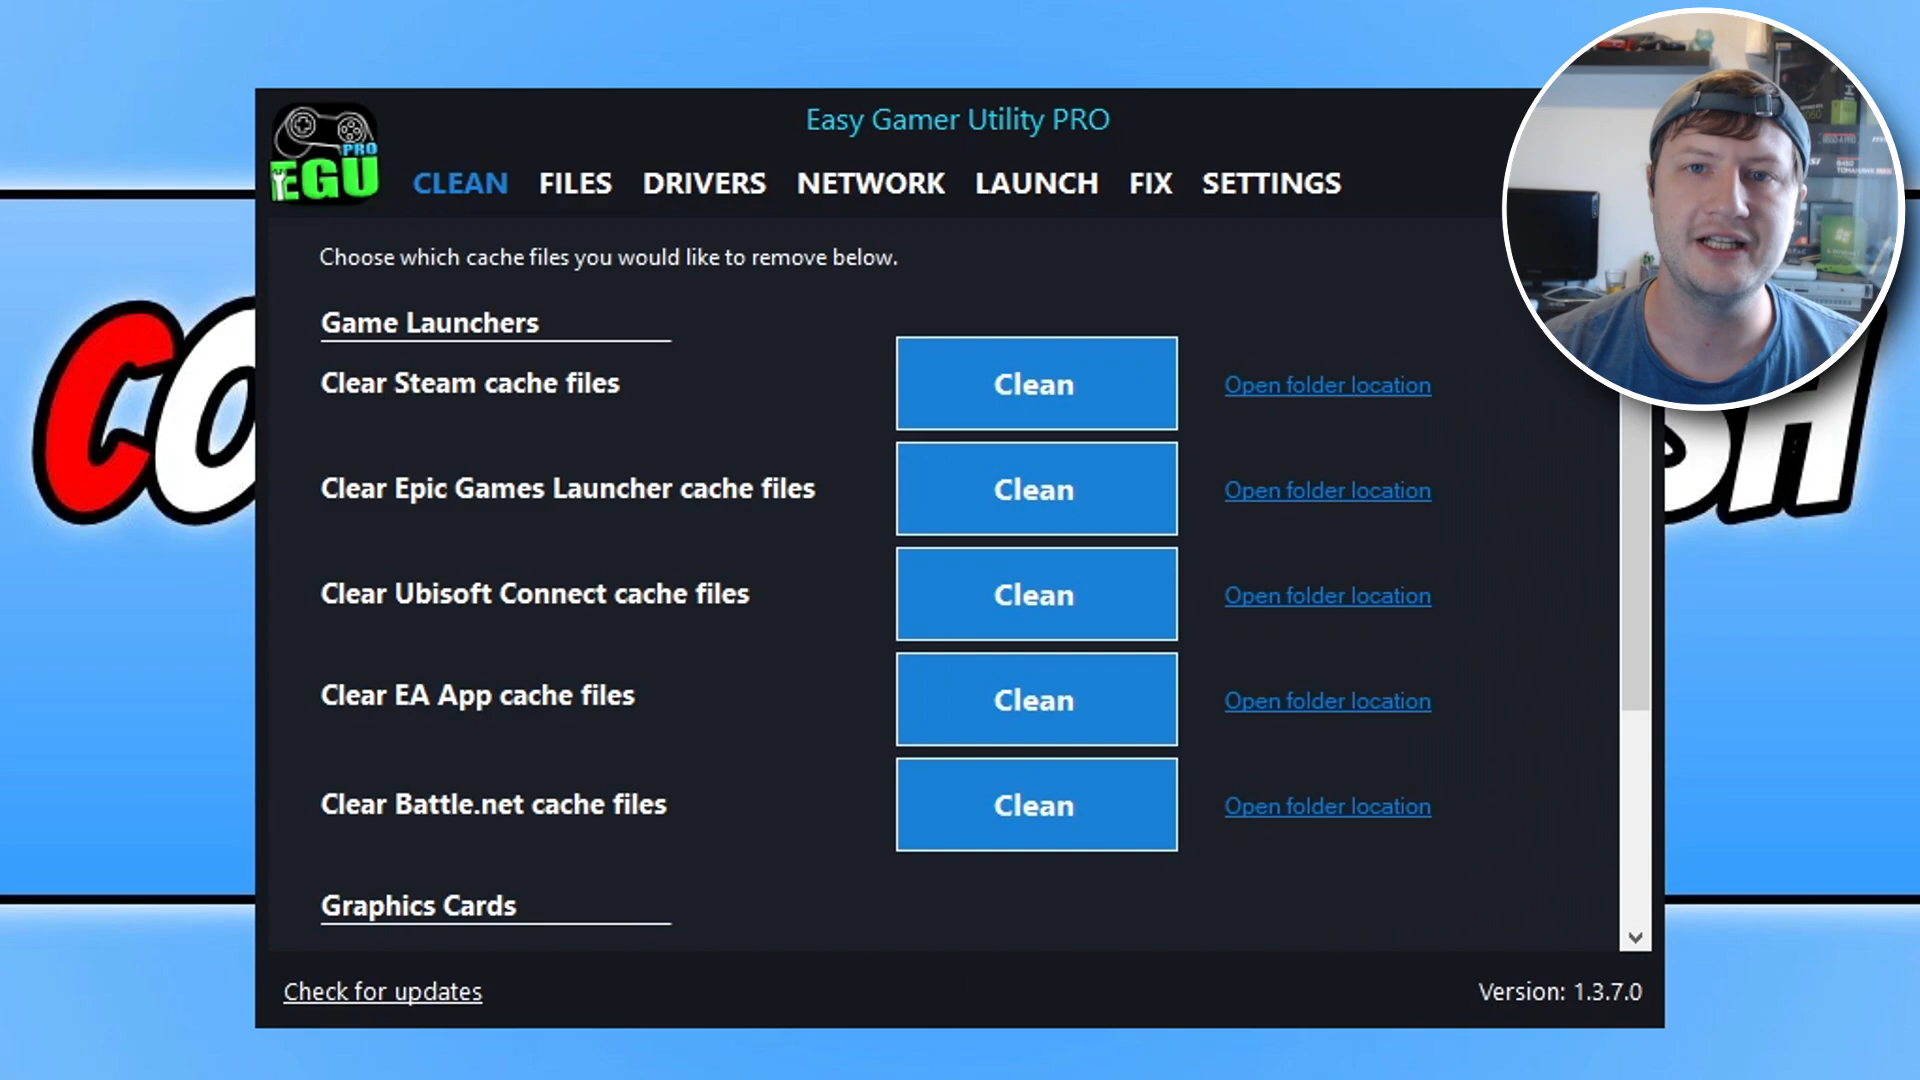 Easy Gamer Utility PRO
PRO
EGU
CLEAN FILES DRIVERS NETWORK LAUNCH FIX SETTINGS
Choose which cache files you would like to remove below.
Game Launchers
Clear Steam cache files Clean Open folder location
Clear Epic Games Launcher cache files Clean Open folder location
Clear Ubisoft Connect cache files Clean Open folder location
Clear EA App cache files Clean Open folder location
Clear Battle.net cache files Clean Open folder location
Graphics Cards
Check for updates Version: 1.3.7.0